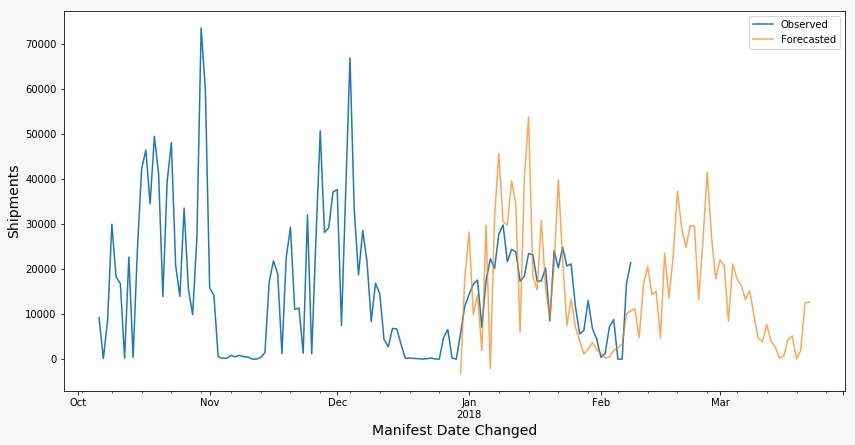 Observed
Forecasted
70000
60000
50000
40000
30000
20000
10000
0
Shipments
Oct Nov Dec Jan Feb Mar
2018
Manifest Date Changed